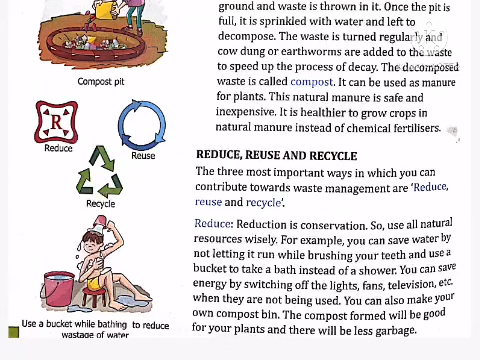 ground and waste is thrown in it. Once the pit is
full, it is sprinkled with water and left to
decompose. The waste is turned regularly and
cow dung or earthworms are added to the waste
to speed up the process of decay. The decomposed
waste is called compost. It can be used as manure
for plants. This natural manure is safe and
inexpensive. It is healthier to grow crops in
natural manure instead of chemical fertilisers.
Compost pit
R
Reduce
Reuse
Recycle
REDUCE, REUSE AND RECYCLE
The three most important ways in which you can
contribute towards waste management are ‘Reduce,
reuse and recycle’.
Reduce: Reduction is conservation. So, use all natural
resources wisely. For example, you can save water by
not letting it run while brushing your teeth and use a
bucket to take a bath instead of a shower. You can save
energy by switching off the lights, fans, television, etc.
when they are not being used. You can also make your
own compost bin. The compost formed will be good
for your plants and there will be less garbage.
Use a bucket while bathing to reduce
wastage of water